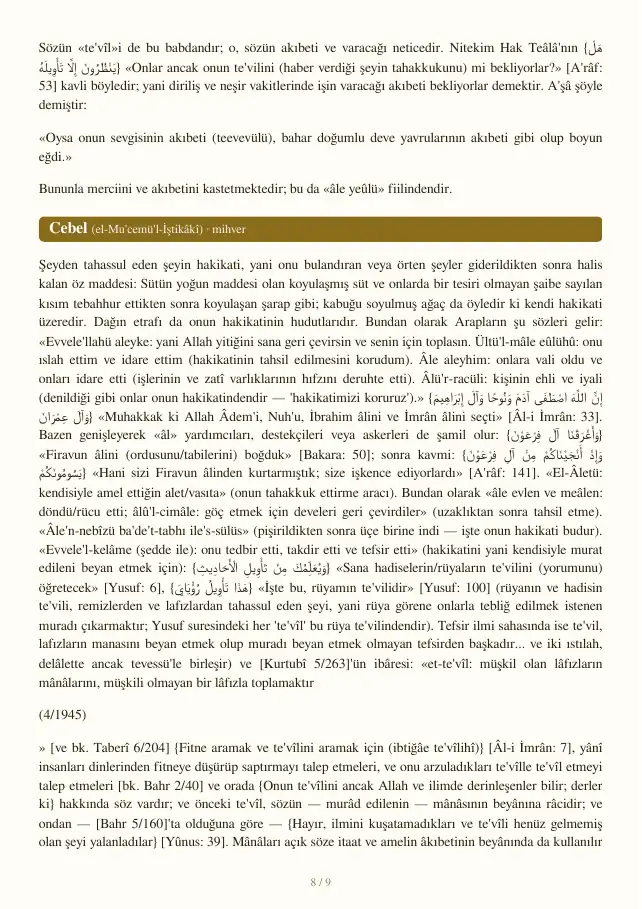 Sözün «te'vîl»i de bu babdandır; o, sözün akıbeti ve varacağı neticedir. Nitekim Hak Teâlâ'nın {هَلْ
يَنْظُرُونَ إِلَّا تَأْوِيلَهُ} «Onlar ancak onun te'vilini (haber verdiği şeyin tahakkukunu) mi bekliyorlar?» [A'râf:
53] kavli böyledir; yani diriliş ve neşir vakitlerinde işin varacağı akıbeti bekliyorlar demektir. A'şâ şöyle
demiştir:
«Oysa onun sevgisinin akıbeti (teevevülü), bahar doğumlu deve yavrularının akıbeti gibi olup boyun
eğdi.»
Bununla merciini ve akıbetini kastetmektedir; bu da «âle yeûlü» fiilindendir.
Cebel (el-Mu'cemü'l-İştikâkî) · mihver
Şeyden tahassul eden şeyin hakikati, yani onu bulandıran veya örten şeyler giderildikten sonra halis
kalan öz maddesi: Sütün yoğun maddesi olan koyulaşmış süt ve onlarda bir tesiri olmayan şaibe sayılan
kısım tebahhur ettikten sonra koyulaşan şarap gibi; kabuğu soyulmuş ağaç da öyledir ki kendi hakikati
üzeredir. Dağın etrafı da onun hakikatinin hudutlarıdır. Bundan olarak Arapların şu sözleri gelir:
«Evvele'llahü aleyke: yani Allah yitiğini sana geri çevirsin ve senin için toplasın. Ültü'l-mâle eûlühû: onu
ıslah ettim ve idare ettim (hakikatinin tahsil edilmesini korudum). Âle aleyhim: onlara vali oldu ve
onları idare etti (işlerinin ve zatî varlıklarının hıfzını deruhte etti). Âlü'r-racüli: kişinin ehli ve iyali
(denildiği gibi onlar onun hakikatindendir — 'hakikatimizi koruruz').» {إِنَّ اللَّهَ اصْطَفَى آدَمَ وَنُوحًا وَآلَ إِبْرَاهِيمَ
وَآلَ عِمْرَانَ} «Muhakkak ki Allah Âdem'i, Nuh'u, İbrahim âlini ve İmrân âlini seçti» [Âl-i İmrân: 33].
Bazen genişleyerek «âl» yardımcıları, destekçileri veya askerleri de şamil olur: {وَأَغْرَقْنَا آلَ فِرْعَوْنَ}
«Firavun âlini (ordusunu/tabilerini) boğduk» [Bakara: 50]; sonra kavmi: {وَإِذْ أَنْجَيْنَاكُمْ مِنْ آلِ فِرْعَوْنَ
يَسُومُونَكُمْ} «Hani sizi Firavun âlinden kurtarmıştık; size işkence ediyorlardı» [A'râf: 141]. «El-Âletü:
kendisiyle amel ettiğin alet/vasıta» (onun tahakkuk ettirme aracı). Bundan olarak «âle evlen ve meâlen:
döndü/rücu etti; âlü'l-cimâle: göç etmek için develeri geri çevirdiler» (uzaklıktan sonra tahsil etme).
«Âle'n-nebîzü ba'de't-tabhı ile's-sülüs» (pişirildikten sonra üçe birine indi — işte onun hakikati budur).
«Evvele'l-kelâme (şedde ile): onu tedbir etti, takdir etti ve tefsir etti» (hakikatini yani kendisiyle murat
edileni beyan etmek için): {وَيُعَلِّمُكَ مِن تَأْوِيلِ الْأَحَادِيثِ} «Sana hadiselerin/rüyaların te'vilini (yorumunu)
öğretecek» [Yusuf: 6], {هَذَا تَأْوِيلُ رُؤْيَايَ} «İşte bu, rüyamın te'vilidir» [Yusuf: 100] (rüyanın ve hadisin
te'vili, remizlerden ve lafızlardan tahassul eden şeyi, yani rüya görene onlarla tebliğ edilmek istenen
muradı çıkarmaktır; Yusuf suresindeki her 'te'vîl' bu rüya te'vilindendir). Tefsir ilmi sahasında ise te'vil,
lafızların manasını beyan etmek olup muradı beyan etmek olmayan tefsirden başkadır... ve iki ıstılah,
delâlette ancak tevessü'le birleşir) ve [Kurtubî 5/263]'ün ibâresi: «et-te'vîl: müşkil olan lâfızların
mânâlarını, müşkili olmayan bir lâfızla toplamaktır
(4/1945)
» [ve bk. Taberî 6/204] {Fitne aramak ve te'vîlini aramak için (ibtiğâe te'vîlihî)} [Âl-i İmrân: 7], yânî
insanları dinlerinden fitneye düşürüp saptırmayı talep etmeleri, ve onu arzuladıkları te'vîlle te'vîl etmeyi
talep etmeleri [bk. Bahr 2/40] ve orada {Onun te'vîlini ancak Allah ve ilimde derinleşenler bilir; derler
ki} hakkında söz vardır; ve önceki te'vîl, sözün — murâd edilenin — mânâsının beyânına râcidir; ve
ondan — [Bahr 5/160]'ta olduğuna göre — {Hayır, ilmini kuşatamadıkları ve te'vîli henüz gelmemiş
olan şeyi yalanladılar} [Yûnus: 39]. Mânâları açık söze itaat ve amelin âkıbetinin beyânında da kullanılır
8 / 9